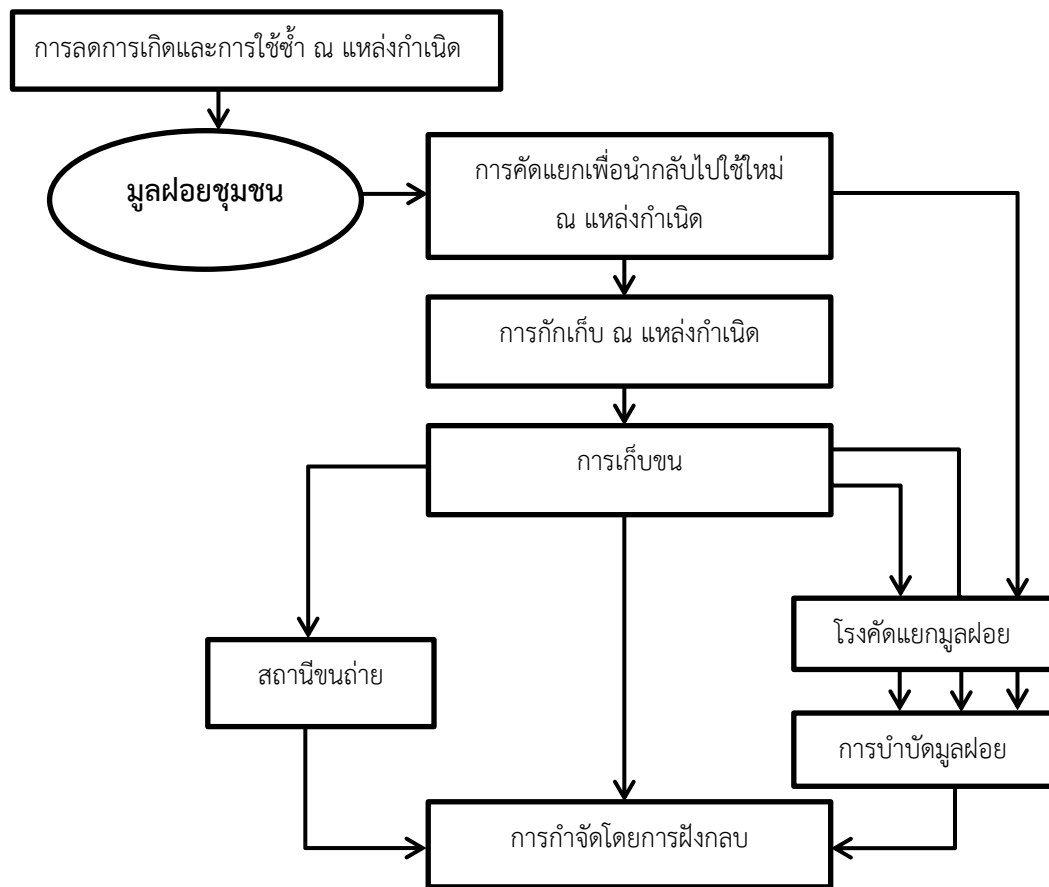 การลดการเกิดและการใช้ซ้ำ ณ แหล่งกำเนิด
มูลฝอยชุมชน
การคัดแยกเพื่อนำกลับไปใช้ใหม่
ณ แหล่งกำเนิด
การกักเก็บ ณ แหล่งกำเนิด
การเก็บขน
โรงคัดแยกมูลฝอย
สถานีขนถ่าย
การบำบัดมูลฝอย
การกำจัดโดยการฝังกลบ